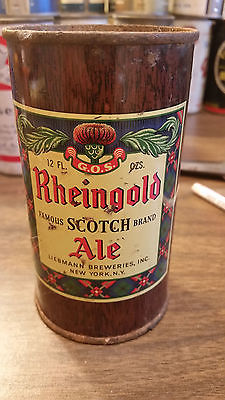 12 FL. OZS.
G.O.S.
Rheingold
FAMOUS SCOTCH BRAND
Ale
LIEBMANN BREWERIES, INC.
NEW YORK, N.Y.